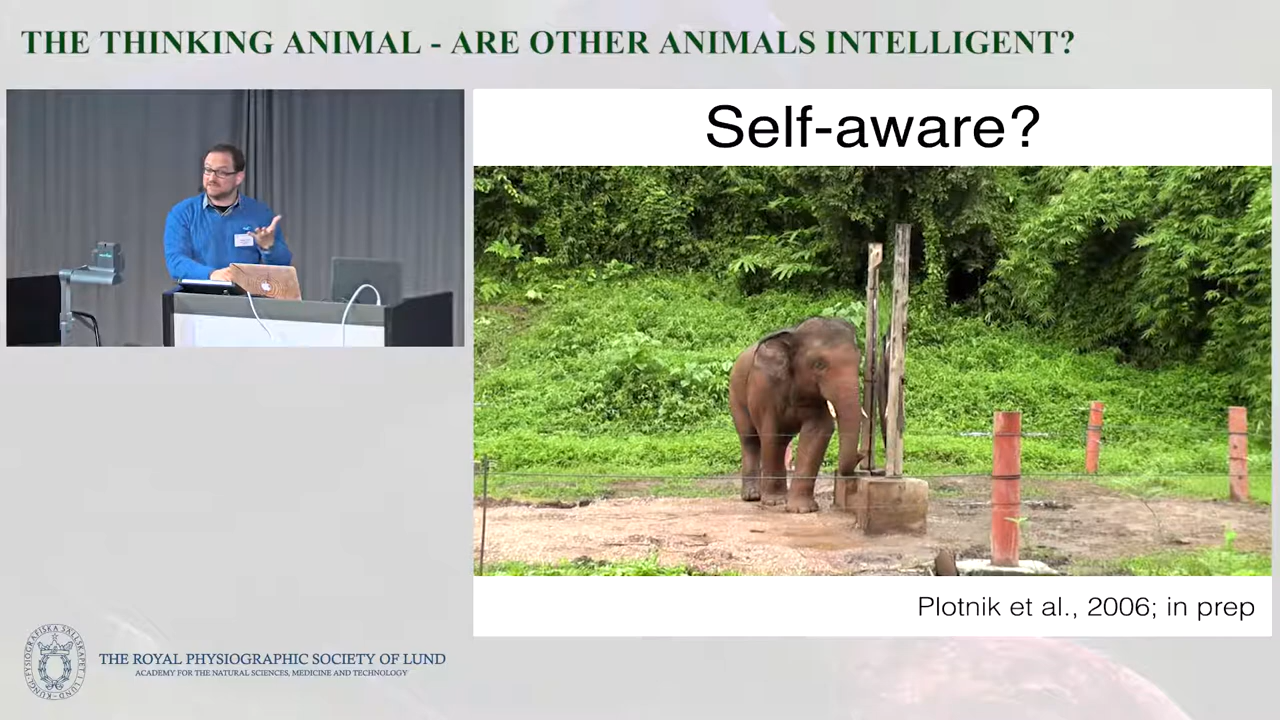 THE THINKING ANIMAL - ARE OTHER ANIMALS INTELLIGENT?
Self-aware?
Plotnik et al., 2006; in prep
THE ROYAL PHYSIOGRAPHIC SOCIETY OF LUND
ACADEMY FOR THE NATURAL SCIENCES, MEDICINE AND TECHNOLOGY